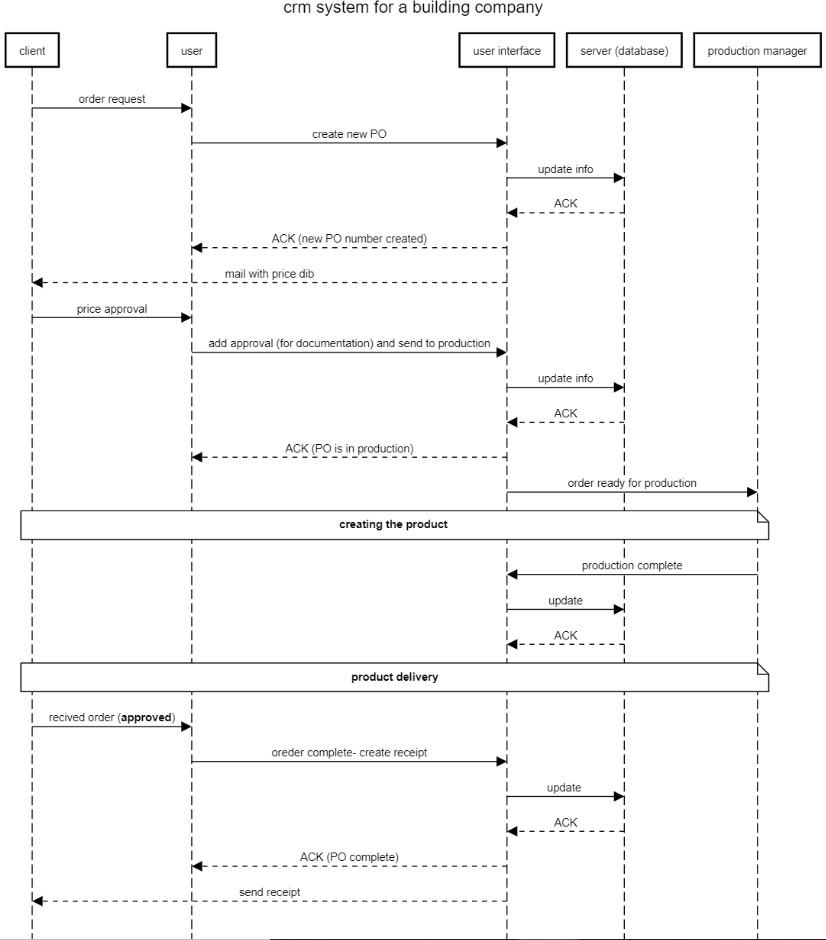 crm system for a building company
client
user
user interface
server (database)
production manager
order request
create new PO
update info
ACK
ACK (new PO number created)
mail with price dib
price approval
add approval (for documentation) and send to production
update info
ACK
ACK (PO is in production)
order ready for production
creating the product
production complete
update
ACK
product delivery
recived order (approved)
oreder complete- create receipt
update
ACK
ACK (PO complete)
send receipt